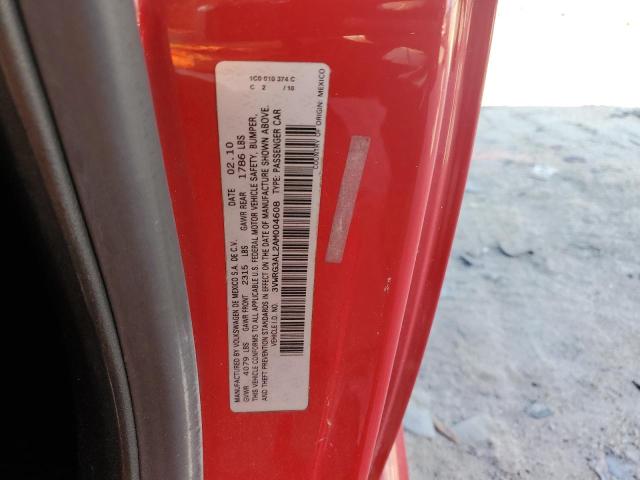 1C0 010 374 C
C 2 /10
MANUFACTURED BY VOLKSWAGEN DE MEXICO S.A. DE C.V. DATE 02.10
GVWR 4079 LBS GAWR FRONT 2315 LBS GAWR REAR 1786 LBS
THIS VEHICLE CONFORMS TO ALL APPLICABLE U.S. FEDERAL MOTOR VEHICLE SAFETY, BUMPER,
AND THEFT PREVENTION STANDARDS IN EFFECT ON THE DATE OF MANUFACTURE SHOWN ABOVE.
VEHICLE I.D. NO. 3VWRG3AL2AM004608 TYPE: PASSENGER CAR
COUNTRY OF ORIGIN: MEXICO